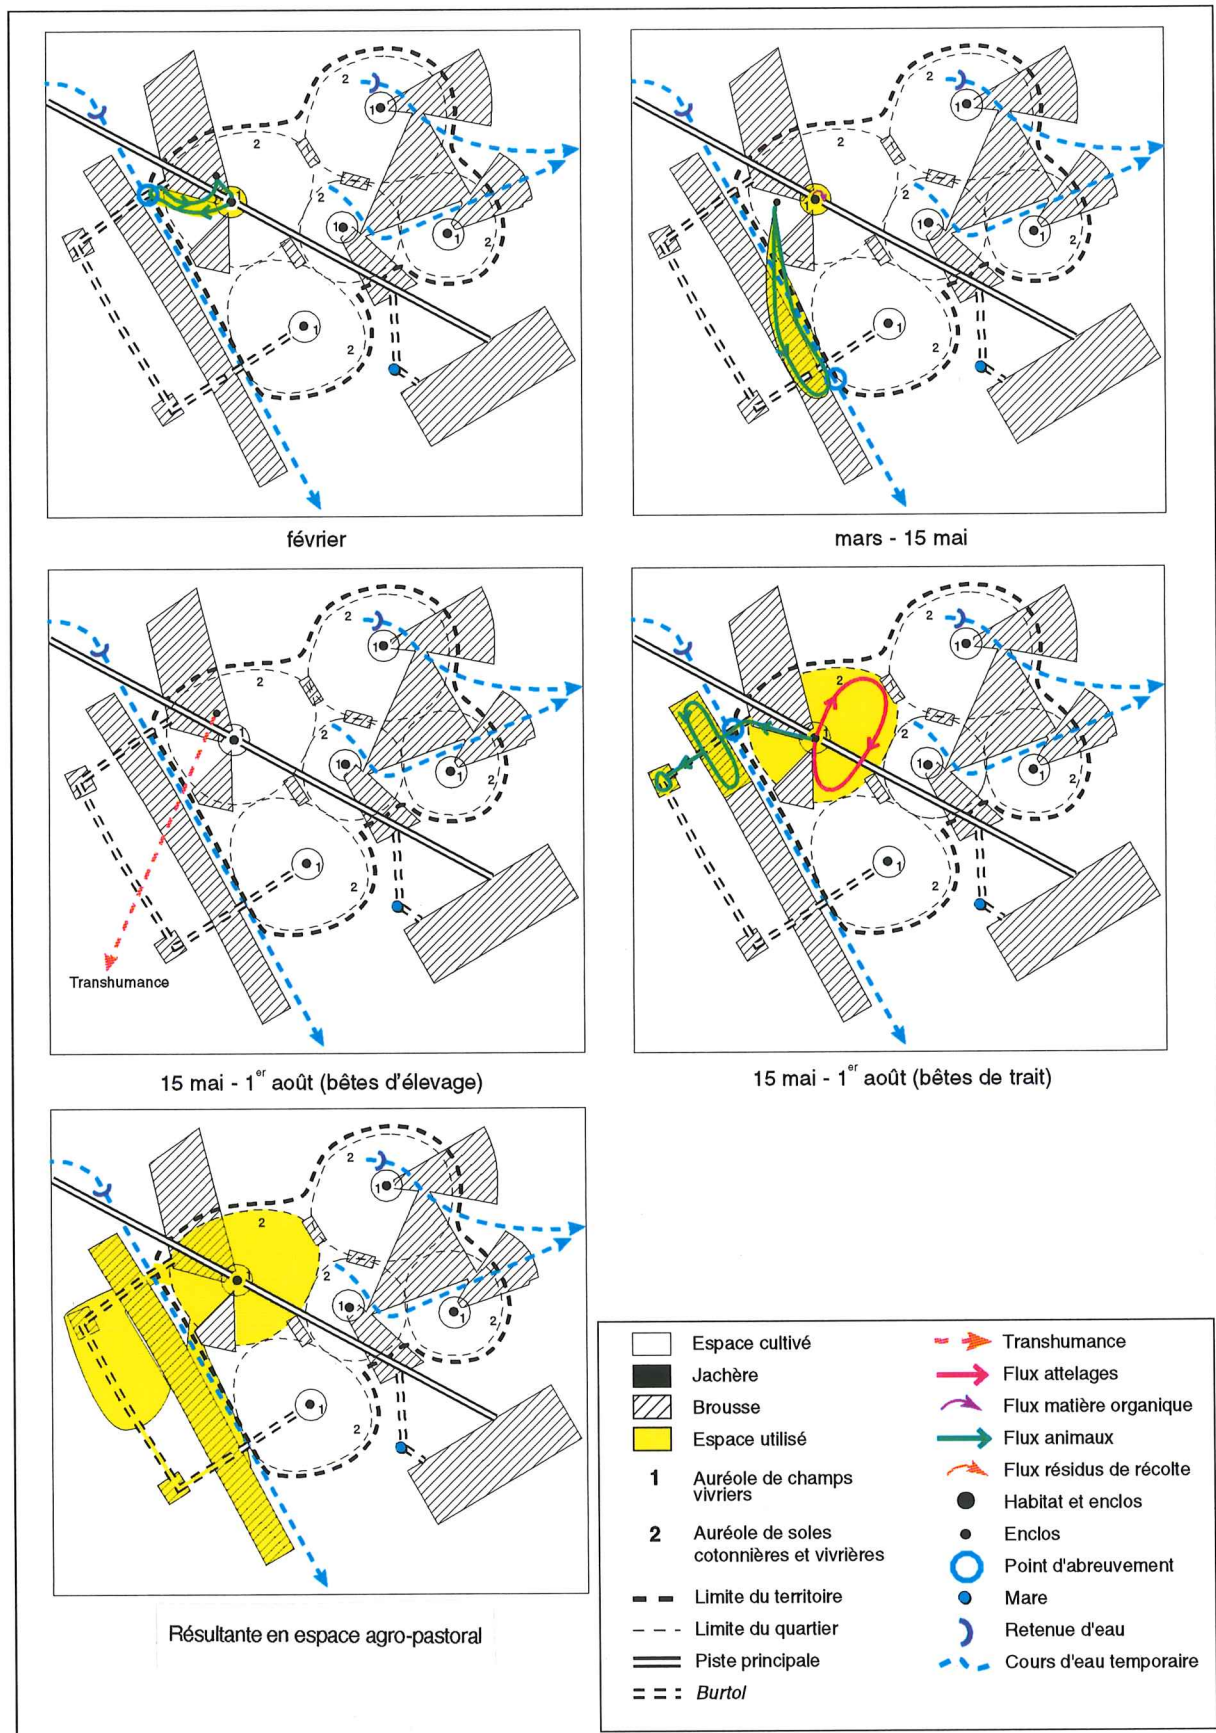 2
1
2
2
1
1
1
2
1
2
février
2
1
2
2
1
1
1
2
1
2
mars - 15 mai
2
1
2
2
1
1
1
2
1
2
Transhumance
15 mai - 1er août (bêtes d'élevage)
2
1
2
2
1
1
1
2
1
2
15 mai - 1er août (bêtes de trait)
2
1
2
2
1
1
1
2
1
2
Résultante en espace agro-pastoral
Espace cultivé
Jachère
Brousse
Espace utilisé
1 Auréole de champs
vivriers
2 Auréole de soles
cotonnières et vivrières
Limite du territoire
Limite du quartier
Piste principale
Burtol
Transhumance
Flux attelages
Flux matière organique
Flux animaux
Flux résidus de récolte
Habitat et enclos
Enclos
Point d'abreuvement
Mare
Retenue d'eau
Cours d'eau temporaire